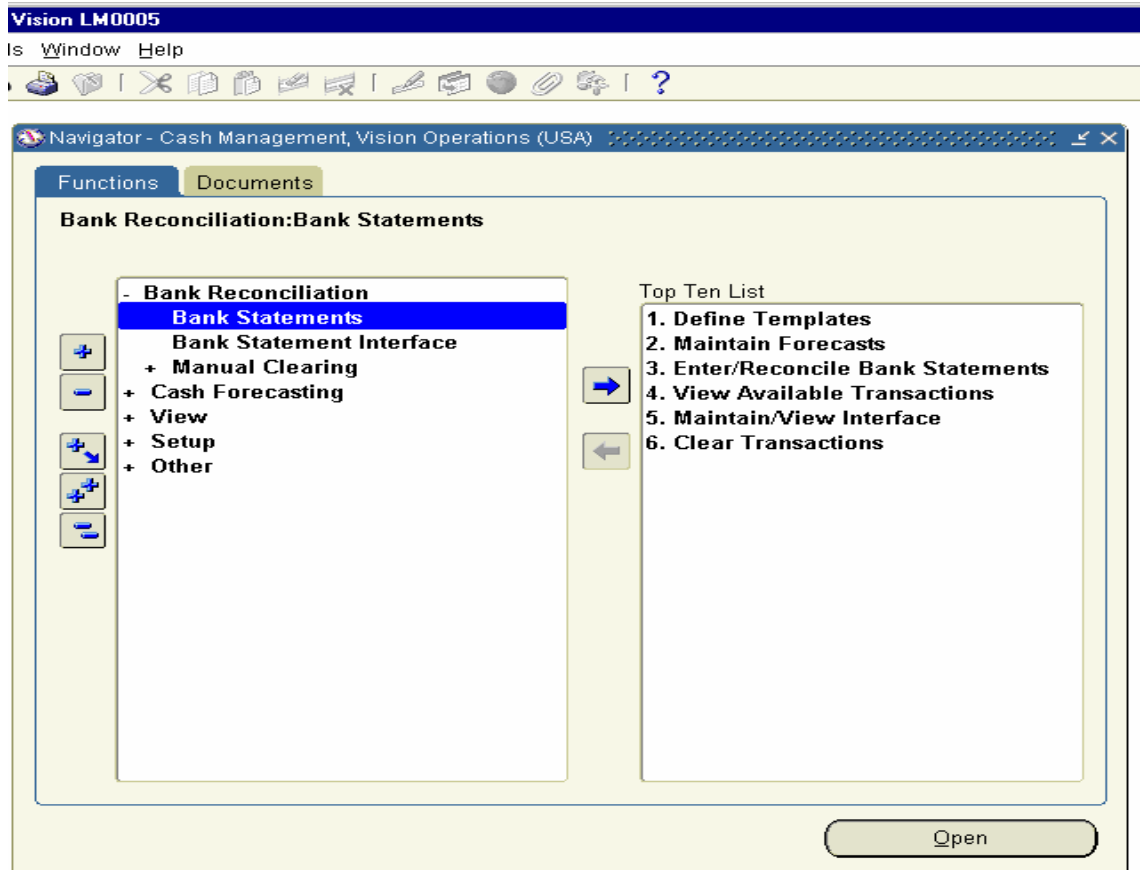 Vision LM0005
ls Window Help
Navigator - Cash Management, Vision Operations (USA)
Functions Documents
Bank Reconciliation:Bank Statements
- Bank Reconciliation
Bank Statements
Bank Statement Interface
+ Manual Clearing
+ Cash Forecasting
+ View
+ Setup
+ Other
Top Ten List
1. Define Templates
2. Maintain Forecasts
3. Enter/Reconcile Bank Statements
4. View Available Transactions
5. Maintain/View Interface
6. Clear Transactions
Open